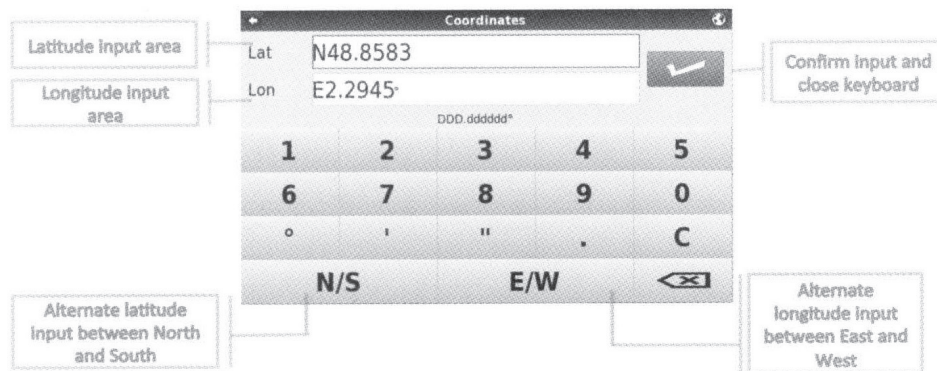 Coordinates
Latitude input area
Lat N48.8583
Lon E2.2945°
Longitude input
area
Confirm input and
close keyboard
DDD.dddddd°
1 2 3 4 5
6 7 8 9 0
° ' " . C
N/S E/W
Alternate latitude
input between North
and South
Alternate
longitude input
between East and
West